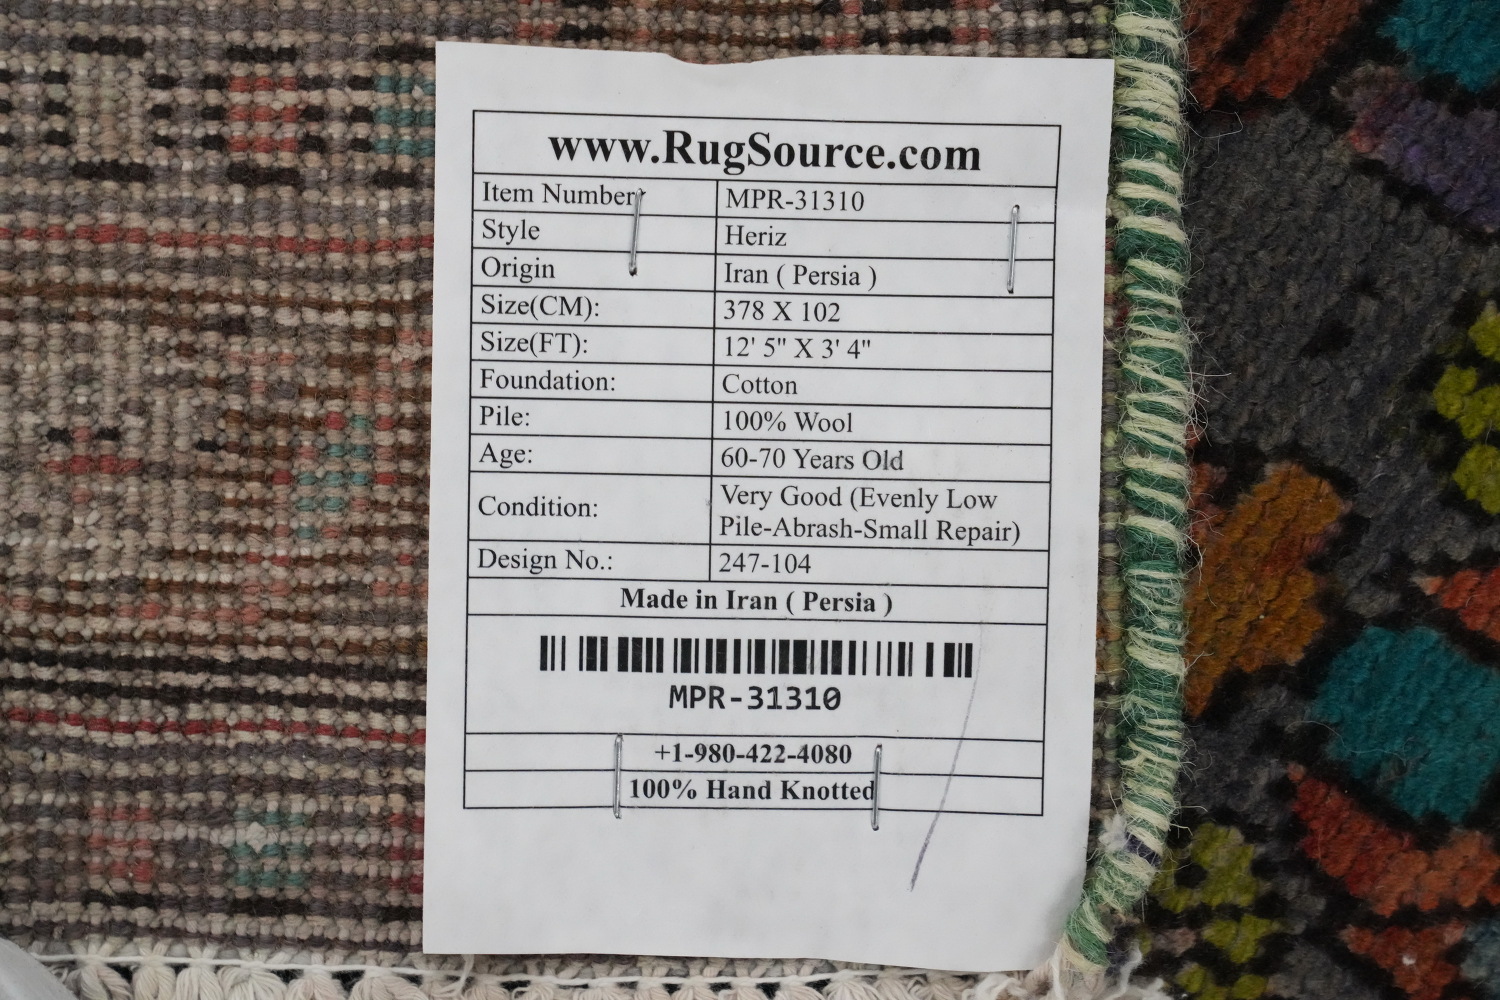 www.RugSource.com
Item Number MPR-31310
Style Heriz
Origin Iran ( Persia )
Size(CM): 378 X 102
Size(FT): 12' 5" X 3' 4"
Foundation: Cotton
Pile: 100% Wool
Age: 60-70 Years Old
Condition: Very Good (Evenly Low
Pile-Abrash-Small Repair)
Design No.: 247-104
Made in Iran ( Persia )
MPR-31310
+1-980-422-4080
100% Hand Knotted